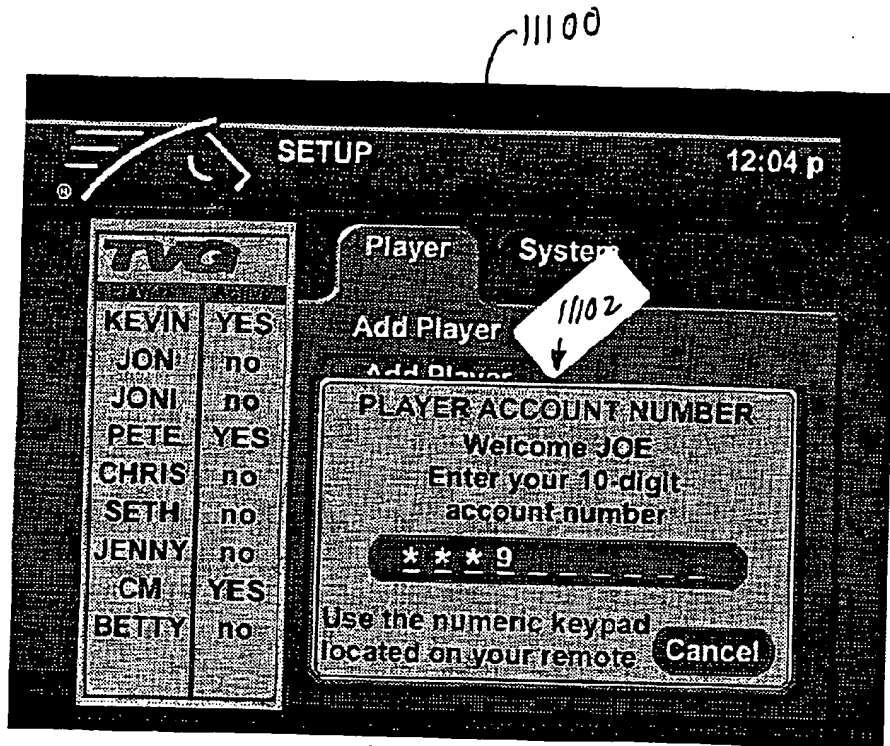 11100
SETUP
12:04 p
®
TVG
Player
System
KEVIN YES
JON no
JONI no
PETE YES
CHRIS no
SETH no
JENNY no
CM YES
BETTY no
Add Player
11102
Add Player
PLAYER ACCOUNT NUMBER
Welcome JOE
Enter your 10-digit
account number
* * * 9 _ _ _ _ _ _
Use the numeric keypad
located on your remote
Cancel